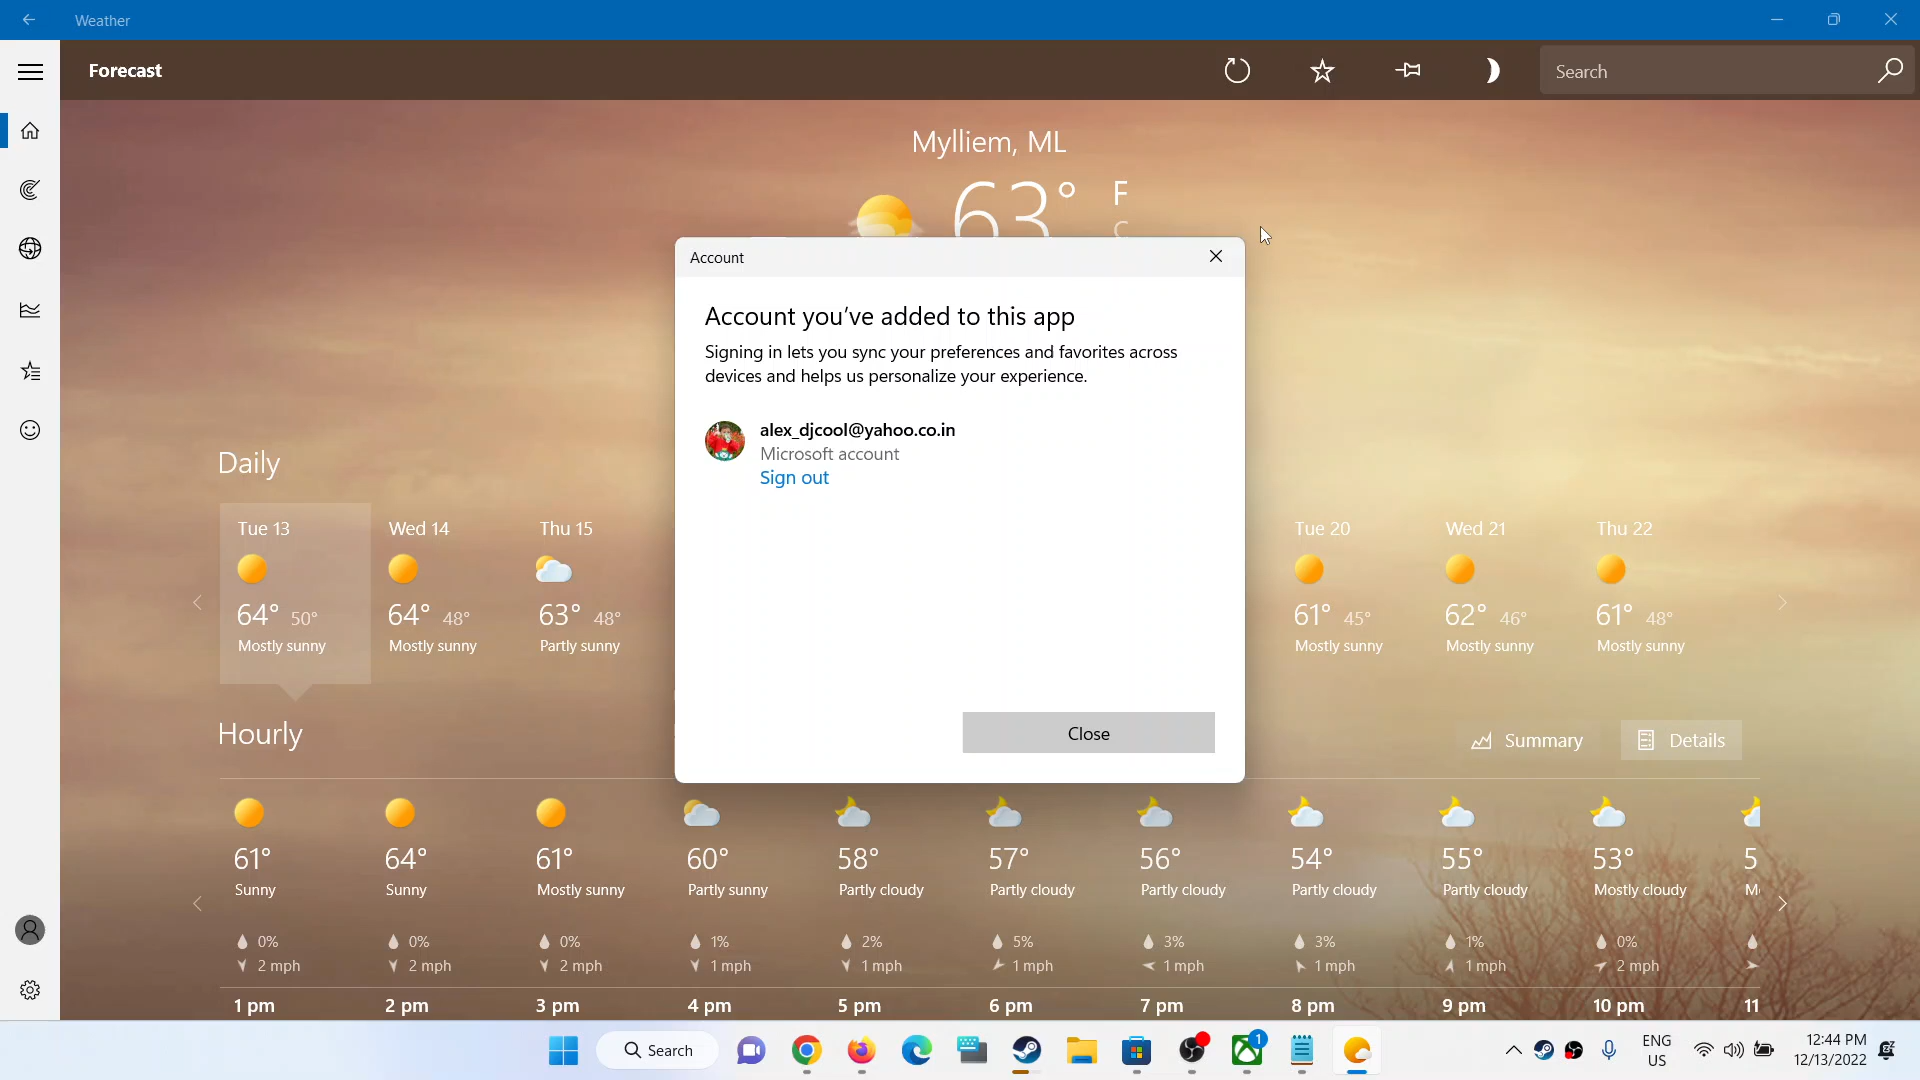 Weather
Forecast
Search
Mylliem, ML
63° F
C
Account
Account you've added to this app
Signing in lets you sync your preferences and favorites across
devices and helps us personalize your experience.
alex_djcool@yahoo.co.in
Microsoft account
Sign out
Close
Daily
Tue 13 Wed 14 Thu 15 Tue 20 Wed 21 Thu 22
64° 50° 64° 48° 63° 48° 61° 45° 62° 46° 61° 48°
Mostly sunny Mostly sunny Partly sunny Mostly sunny Mostly sunny Mostly sunny
Hourly Summary Details
61° 64° 61° 60° 58° 57° 56° 54° 55° 53° 5
Sunny Sunny Mostly sunny Partly sunny Partly cloudy Partly cloudy Partly cloudy Partly cloudy Partly cloudy Mostly cloudy
0% 0% 0% 1% 2% 5% 3% 3% 1% 0%
2 mph 2 mph 2 mph 1 mph 1 mph 1 mph 1 mph 1 mph 1 mph 2 mph
1 pm 2 pm 3 pm 4 pm 5 pm 6 pm 7 pm 8 pm 9 pm 10 pm 11
Search 1 ENG 12:44 PM
US 12/13/2022